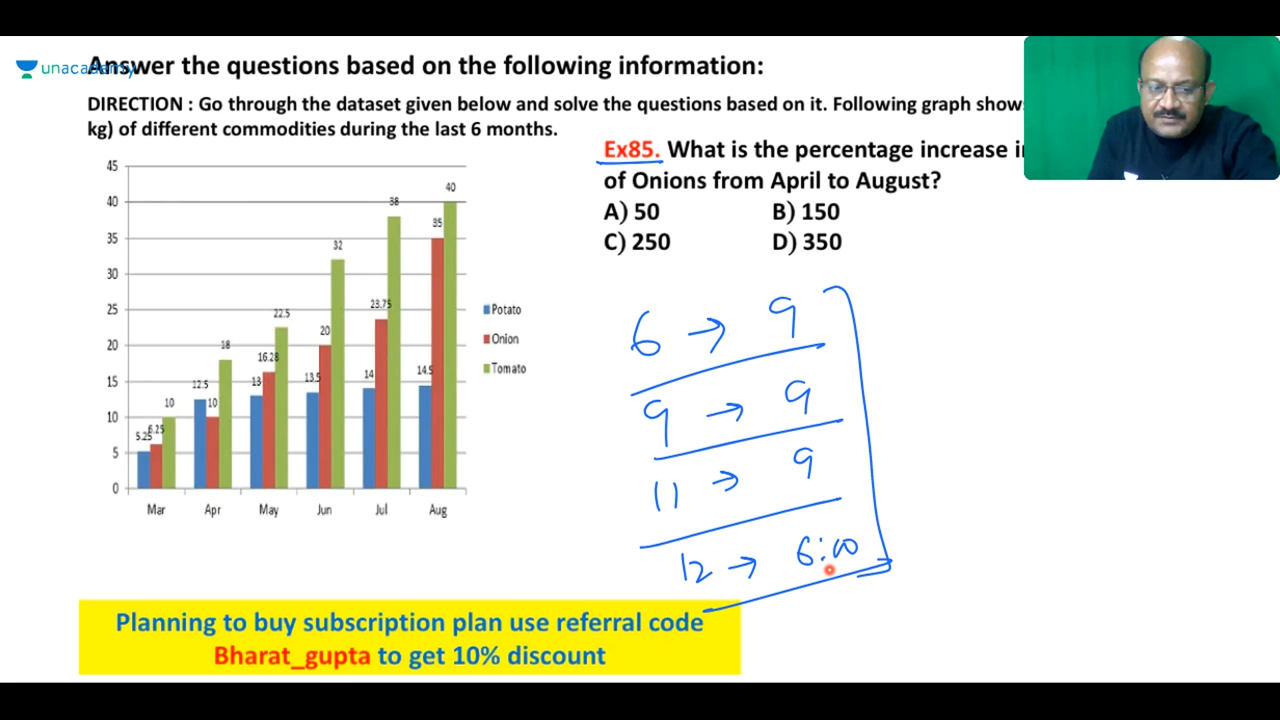 unacademy
Answer the questions based on the following information:
DIRECTION : Go through the dataset given below and solve the questions based on it. Following graph shows
kg) of different commodities during the last 6 months.
Ex85. What is the percentage increase in
of Onions from April to August?
A) 50 B) 150
C) 250 D) 350
45
40
35
30
25
20
15
10
5
0
5.25 6.25 10
12.5 10 18
13 16.28 22.5
13.5 20 32
14 23.75 38
14.5 35 40
Mar Apr May Jun Jul Aug
Potato
Onion
Tomato
6 → 9
9 → 9
11 → 9
12 → 6:00
Planning to buy subscription plan use referral code
Bharat_gupta to get 10% discount